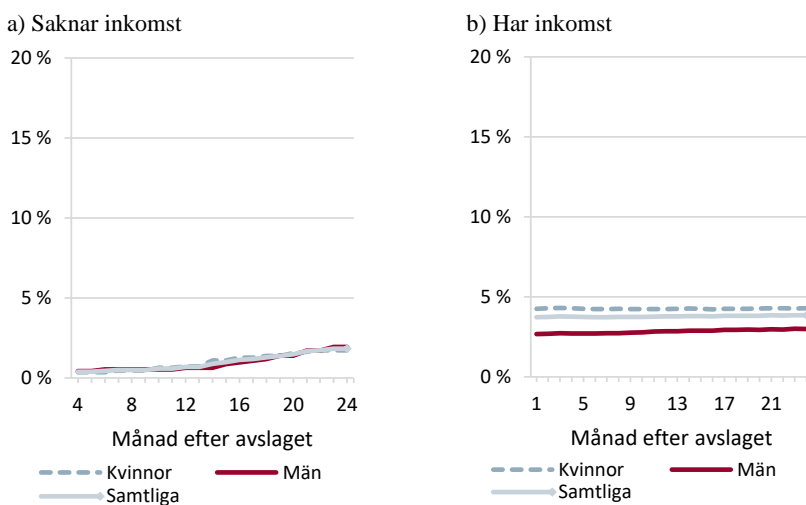 a) Saknar inkomst
20 %
15 %
10 %
5 %
0 %
4 8 12 16 20 24
Månad efter avslaget
Kvinnor Män
Samtliga
b) Har inkomst
20 %
15 %
10 %
5 %
0 %
1 5 9 13 17 21
Månad efter avslaget
Kvinnor Män
Samtliga